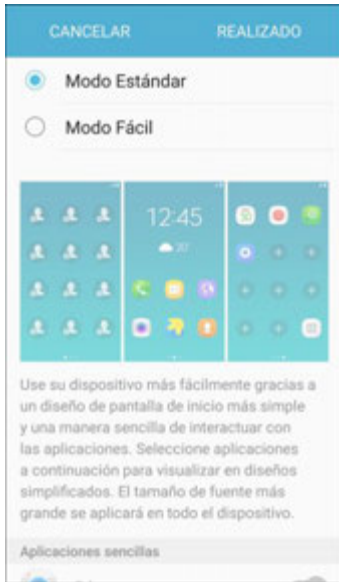 CANCELAR REALIZADO
Modo Estándar
Modo Fácil
12:45
20°
Use su dispositivo más fácilmente gracias a
un diseño de pantalla de inicio más simple
y una manera sencilla de interactuar con
las aplicaciones. Seleccione aplicaciones
a continuación para visualizar en diseños
simplificados. El tamaño de fuente más
grande se aplicará en todo el dispositivo.
Aplicaciones sencillas